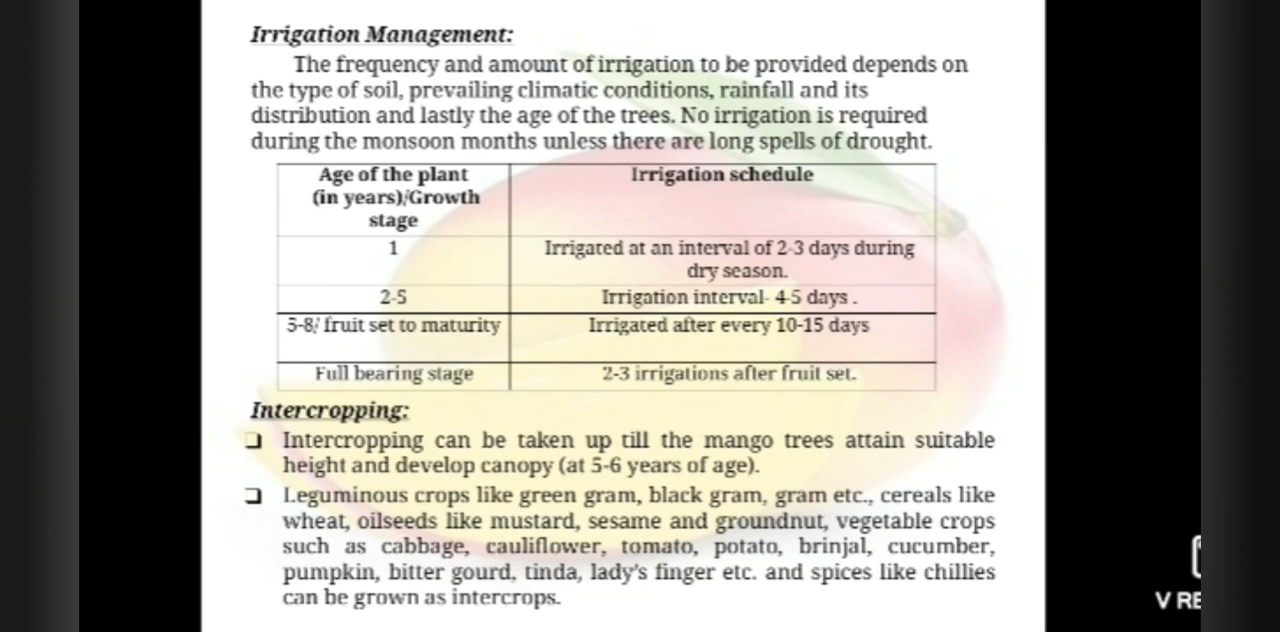 Irrigation Management:
The frequency and amount of irrigation to be provided depends on
the type of soil, prevailing climatic conditions, rainfall and its
distribution and lastly the age of the trees. No irrigation is required
during the monsoon months unless there are long spells of drought.
Age of the plant
(in years)/Growth
stage
Irrigation schedule
1
Irrigated at an interval of 2-3 days during
dry season.
2-5
Irrigation interval- 4-5 days .
5-8/ fruit set to maturity
Irrigated after every 10-15 days
Full bearing stage
2-3 irrigations after fruit set.
Intercropping:
❑ Intercropping can be taken up till the mango trees attain suitable
height and develop canopy (at 5-6 years of age).
❑ Leguminous crops like green gram, black gram, gram etc., cereals like
wheat, oilseeds like mustard, sesame and groundnut, vegetable crops
such as cabbage, cauliflower, tomato, potato, brinjal, cucumber,
pumpkin, bitter gourd, tinda, lady's finger etc. and spices like chillies
can be grown as intercrops.
V RE